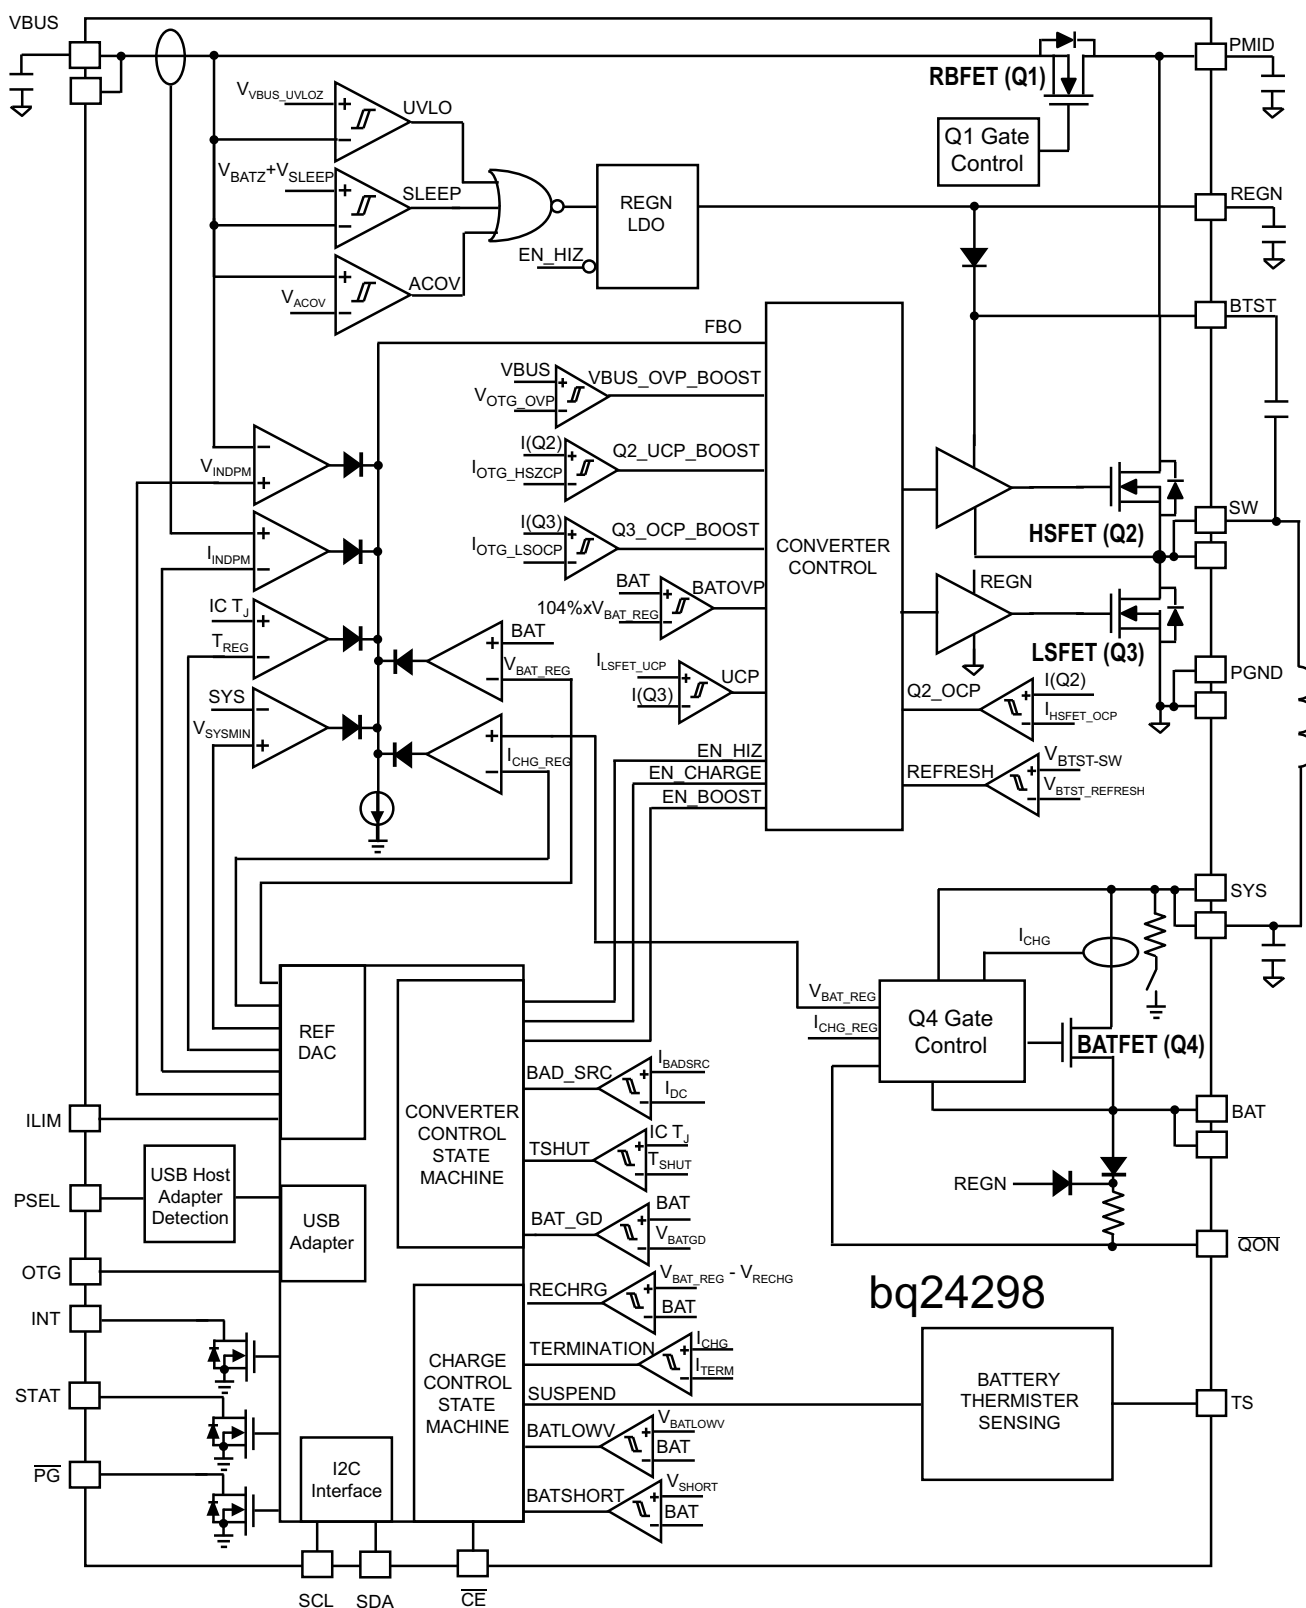 VBUS
PMID
RBFET (Q1)
V_VBUS_UVLOZ
UVLO
Q1 Gate
Control
V_BATZ+V_SLEEP
SLEEP
REGN
LDO
REGN
EN_HIZ
ACOV
V_ACOV
BTST
FBO
VBUS
VBUS_OVP_BOOST
V_OTG_OVP
I(Q2)
Q2_UCP_BOOST
I_OTG_HSZCP
V_INDPM
I(Q3)
Q3_OCP_BOOST
I_OTG_LSOCP
I_INDPM
CONVERTER
CONTROL
HSFET (Q2)
SW
BAT
BATOVP
104%xV_BAT_REG
REGN
IC T_J
T_REG
BAT
V_BAT_REG
I_LSFET_UCP
UCP
I(Q3)
LSFET (Q3)
PGND
Q2_OCP
I(Q2)
I_HSFET_OCP
SYS
V_SYSMIN
I_CHG_REG
EN_HIZ
EN_CHARGE
EN_BOOST
REFRESH
V_BTST-SW
V_BTST_REFRESH
SYS
I_CHG
V_BAT_REG
I_CHG_REG
Q4 Gate
Control
BATFET (Q4)
REF
DAC
BAD_SRC
I_BADSRC
I_DC
CONVERTER
CONTROL
STATE
MACHINE
ILIM
BAT
TSHUT
IC T_J
T_SHUT
USB Host
Adapter
Detection
PSEL
USB
Adapter
REGN
BAT_GD
BAT
V_BATGD
QON
OTG
RECHRG
V_BAT_REG - V_RECHG
BAT
bq24298
INT
TERMINATION
I_CHG
I_TERM
CHARGE
CONTROL
STATE
MACHINE
SUSPEND
BATTERY
THERMISTER
SENSING
TS
STAT
BATLOWV
V_BATLOWV
BAT
PG
I2C
Interface
BATSHORT
V_SHORT
BAT
SCL
SDA
CE